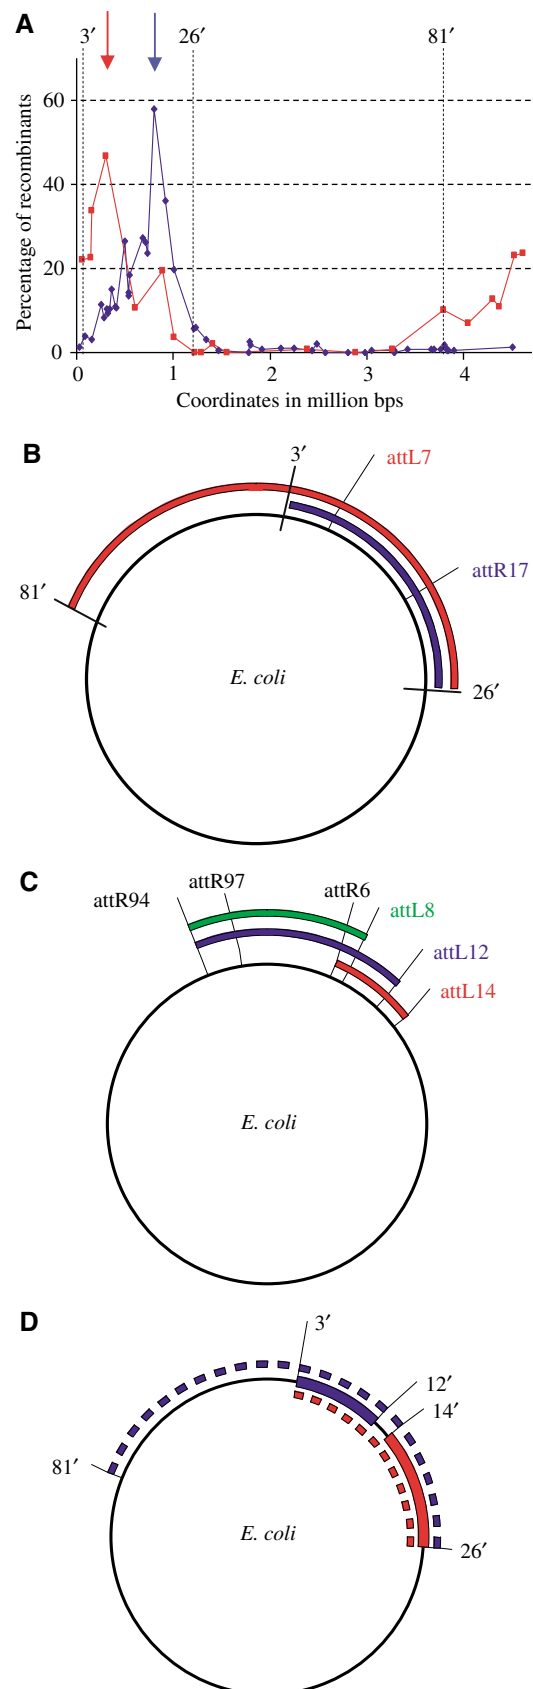 A
3′ 26′ 81′
60
40
20
0
Percentage of recombinants
0 1 2 3 4
Coordinates in million bps
B
3′
attL7
attR17
81′
E. coli
26′
C
attR97
attR6
attR94
attL8
attL12
attL14
E. coli
D
3′
12′
14′
81′
E. coli
26′